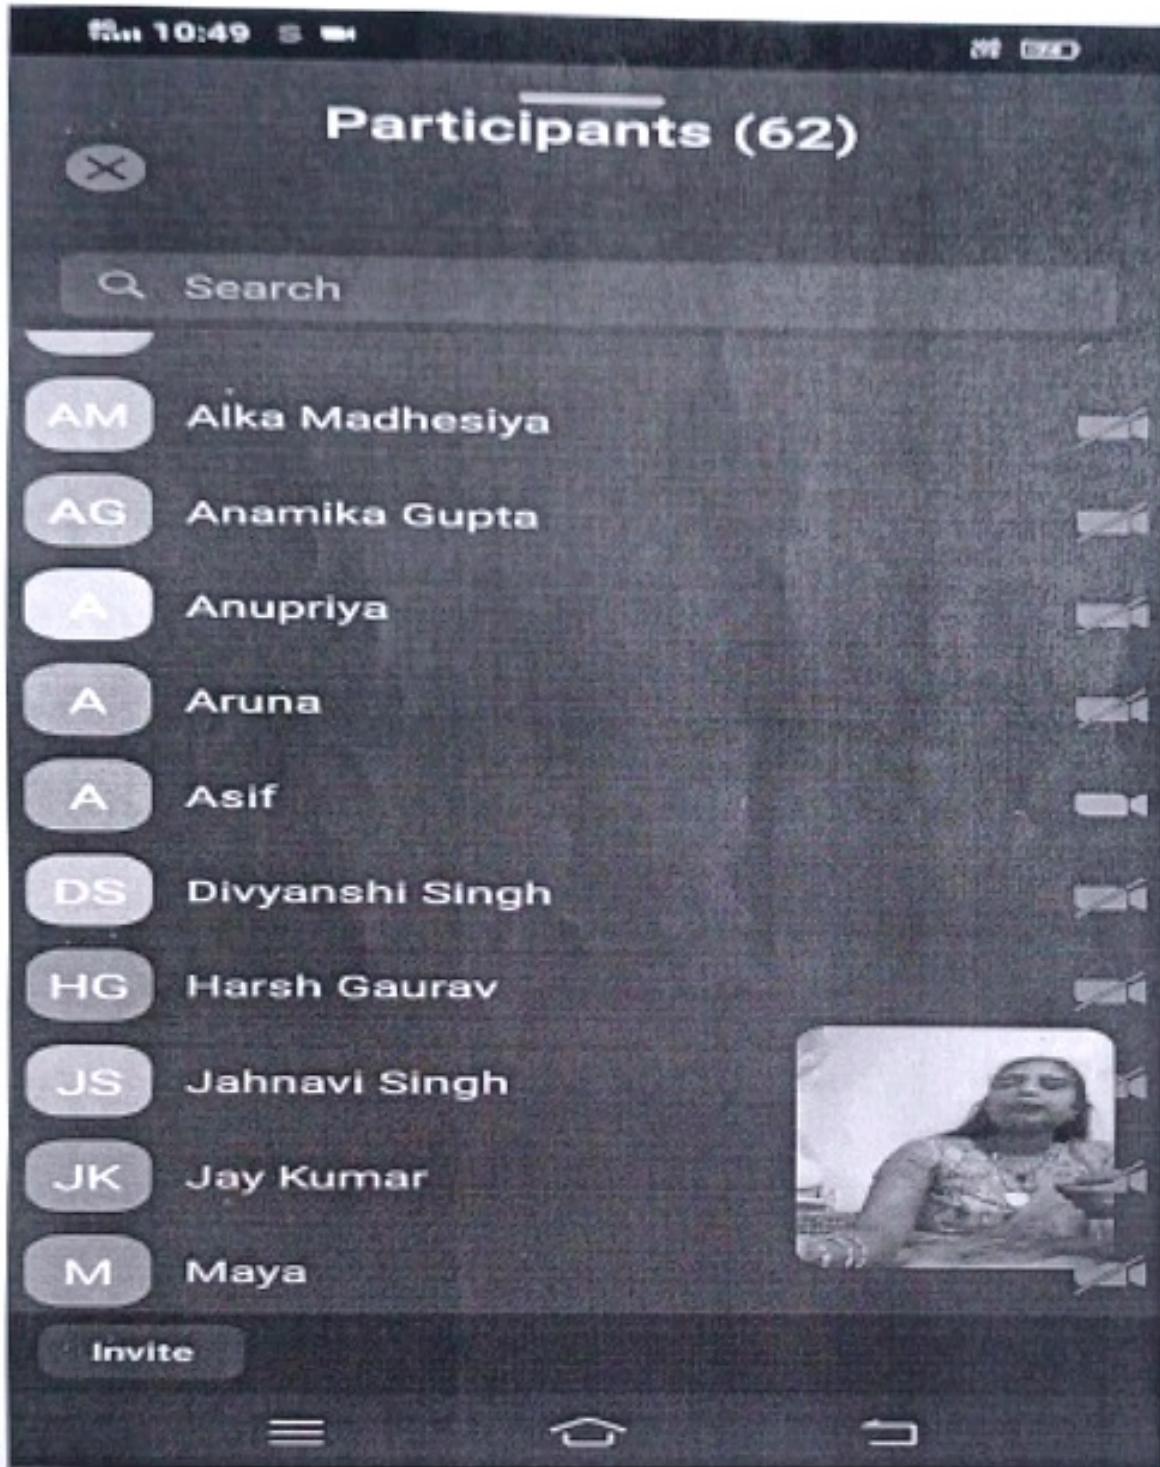 10:49
Participants (62)
Search
AM Alka Madhesiya
AG Anamika Gupta
A Anupriya
A Aruna
A Asif
DS Divyanshi Singh
HG Harsh Gaurav
JS Jahnavi Singh
JK Jay Kumar
M Maya
Invite